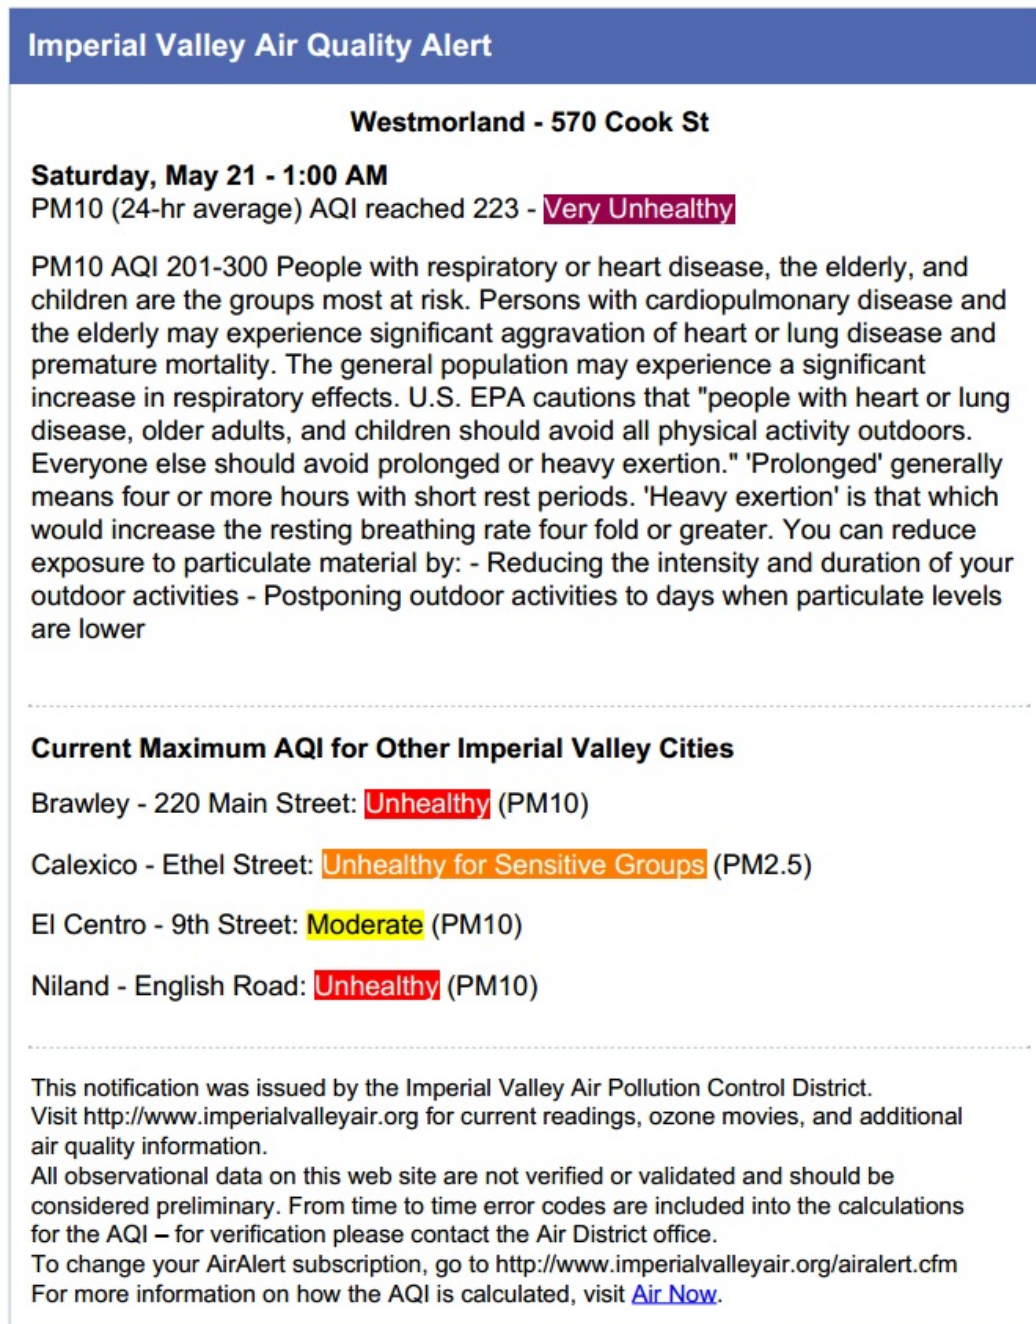 Imperial Valley Air Quality Alert
Westmorland - 570 Cook St
Saturday, May 21 - 1:00 AM
PM10 (24-hr average) AQI reached 223 - Very Unhealthy
PM10 AQI 201-300 People with respiratory or heart disease, the elderly, and
children are the groups most at risk. Persons with cardiopulmonary disease and
the elderly may experience significant aggravation of heart or lung disease and
premature mortality. The general population may experience a significant
increase in respiratory effects. U.S. EPA cautions that "people with heart or lung
disease, older adults, and children should avoid all physical activity outdoors.
Everyone else should avoid prolonged or heavy exertion." 'Prolonged' generally
means four or more hours with short rest periods. 'Heavy exertion' is that which
would increase the resting breathing rate four fold or greater. You can reduce
exposure to particulate material by: - Reducing the intensity and duration of your
outdoor activities - Postponing outdoor activities to days when particulate levels
are lower
Current Maximum AQI for Other Imperial Valley Cities
Brawley - 220 Main Street: Unhealthy (PM10)
Calexico - Ethel Street: Unhealthy for Sensitive Groups (PM2.5)
El Centro - 9th Street: Moderate (PM10)
Niland - English Road: Unhealthy (PM10)
This notification was issued by the Imperial Valley Air Pollution Control District.
Visit http://www.imperialvalleyair.org for current readings, ozone movies, and additional
air quality information.
All observational data on this web site are not verified or validated and should be
considered preliminary. From time to time error codes are included into the calculations
for the AQI – for verification please contact the Air District office.
To change your AirAlert subscription, go to http://www.imperialvalleyair.org/airalert.cfm
For more information on how the AQI is calculated, visit Air Now.